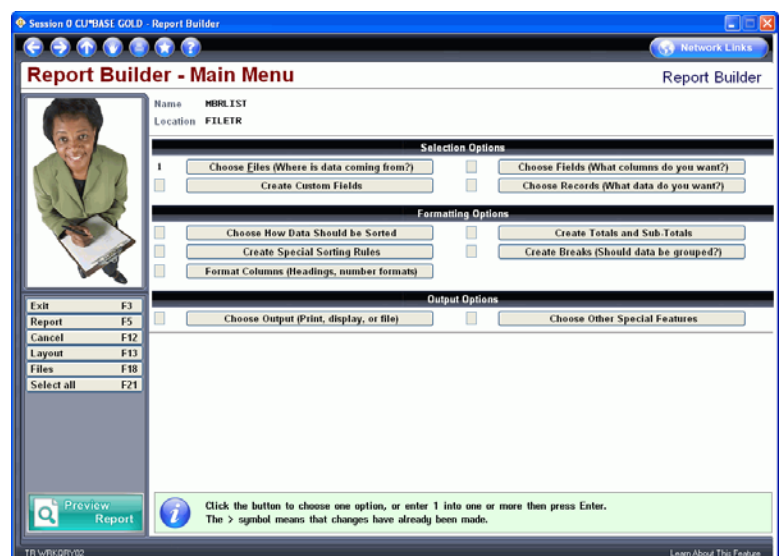 Session 0 CU*BASE GOLD - Report Builder
Network Links
Report Builder - Main Menu
Report Builder
Name MBRLIST
Location FILETR
Selection Options
1 Choose Files (Where is data coming from?) Choose Fields (What columns do you want?)
Create Custom Fields Choose Records (What data do you want?)
Formatting Options
Choose How Data Should be Sorted Create Totals and Sub-Totals
Create Special Sorting Rules Create Breaks (Should data be grouped?)
Format Columns (Headings, number formats)
Output Options
Choose Output (Print, display, or file) Choose Other Special Features
Exit F3
Report F5
Cancel F12
Layout F13
Files F18
Select all F21
Preview
Report
Click the button to choose one option, or enter 1 into one or more then press Enter.
The > symbol means that changes have already been made.
TR WRKQRY02
Learn About This Feature